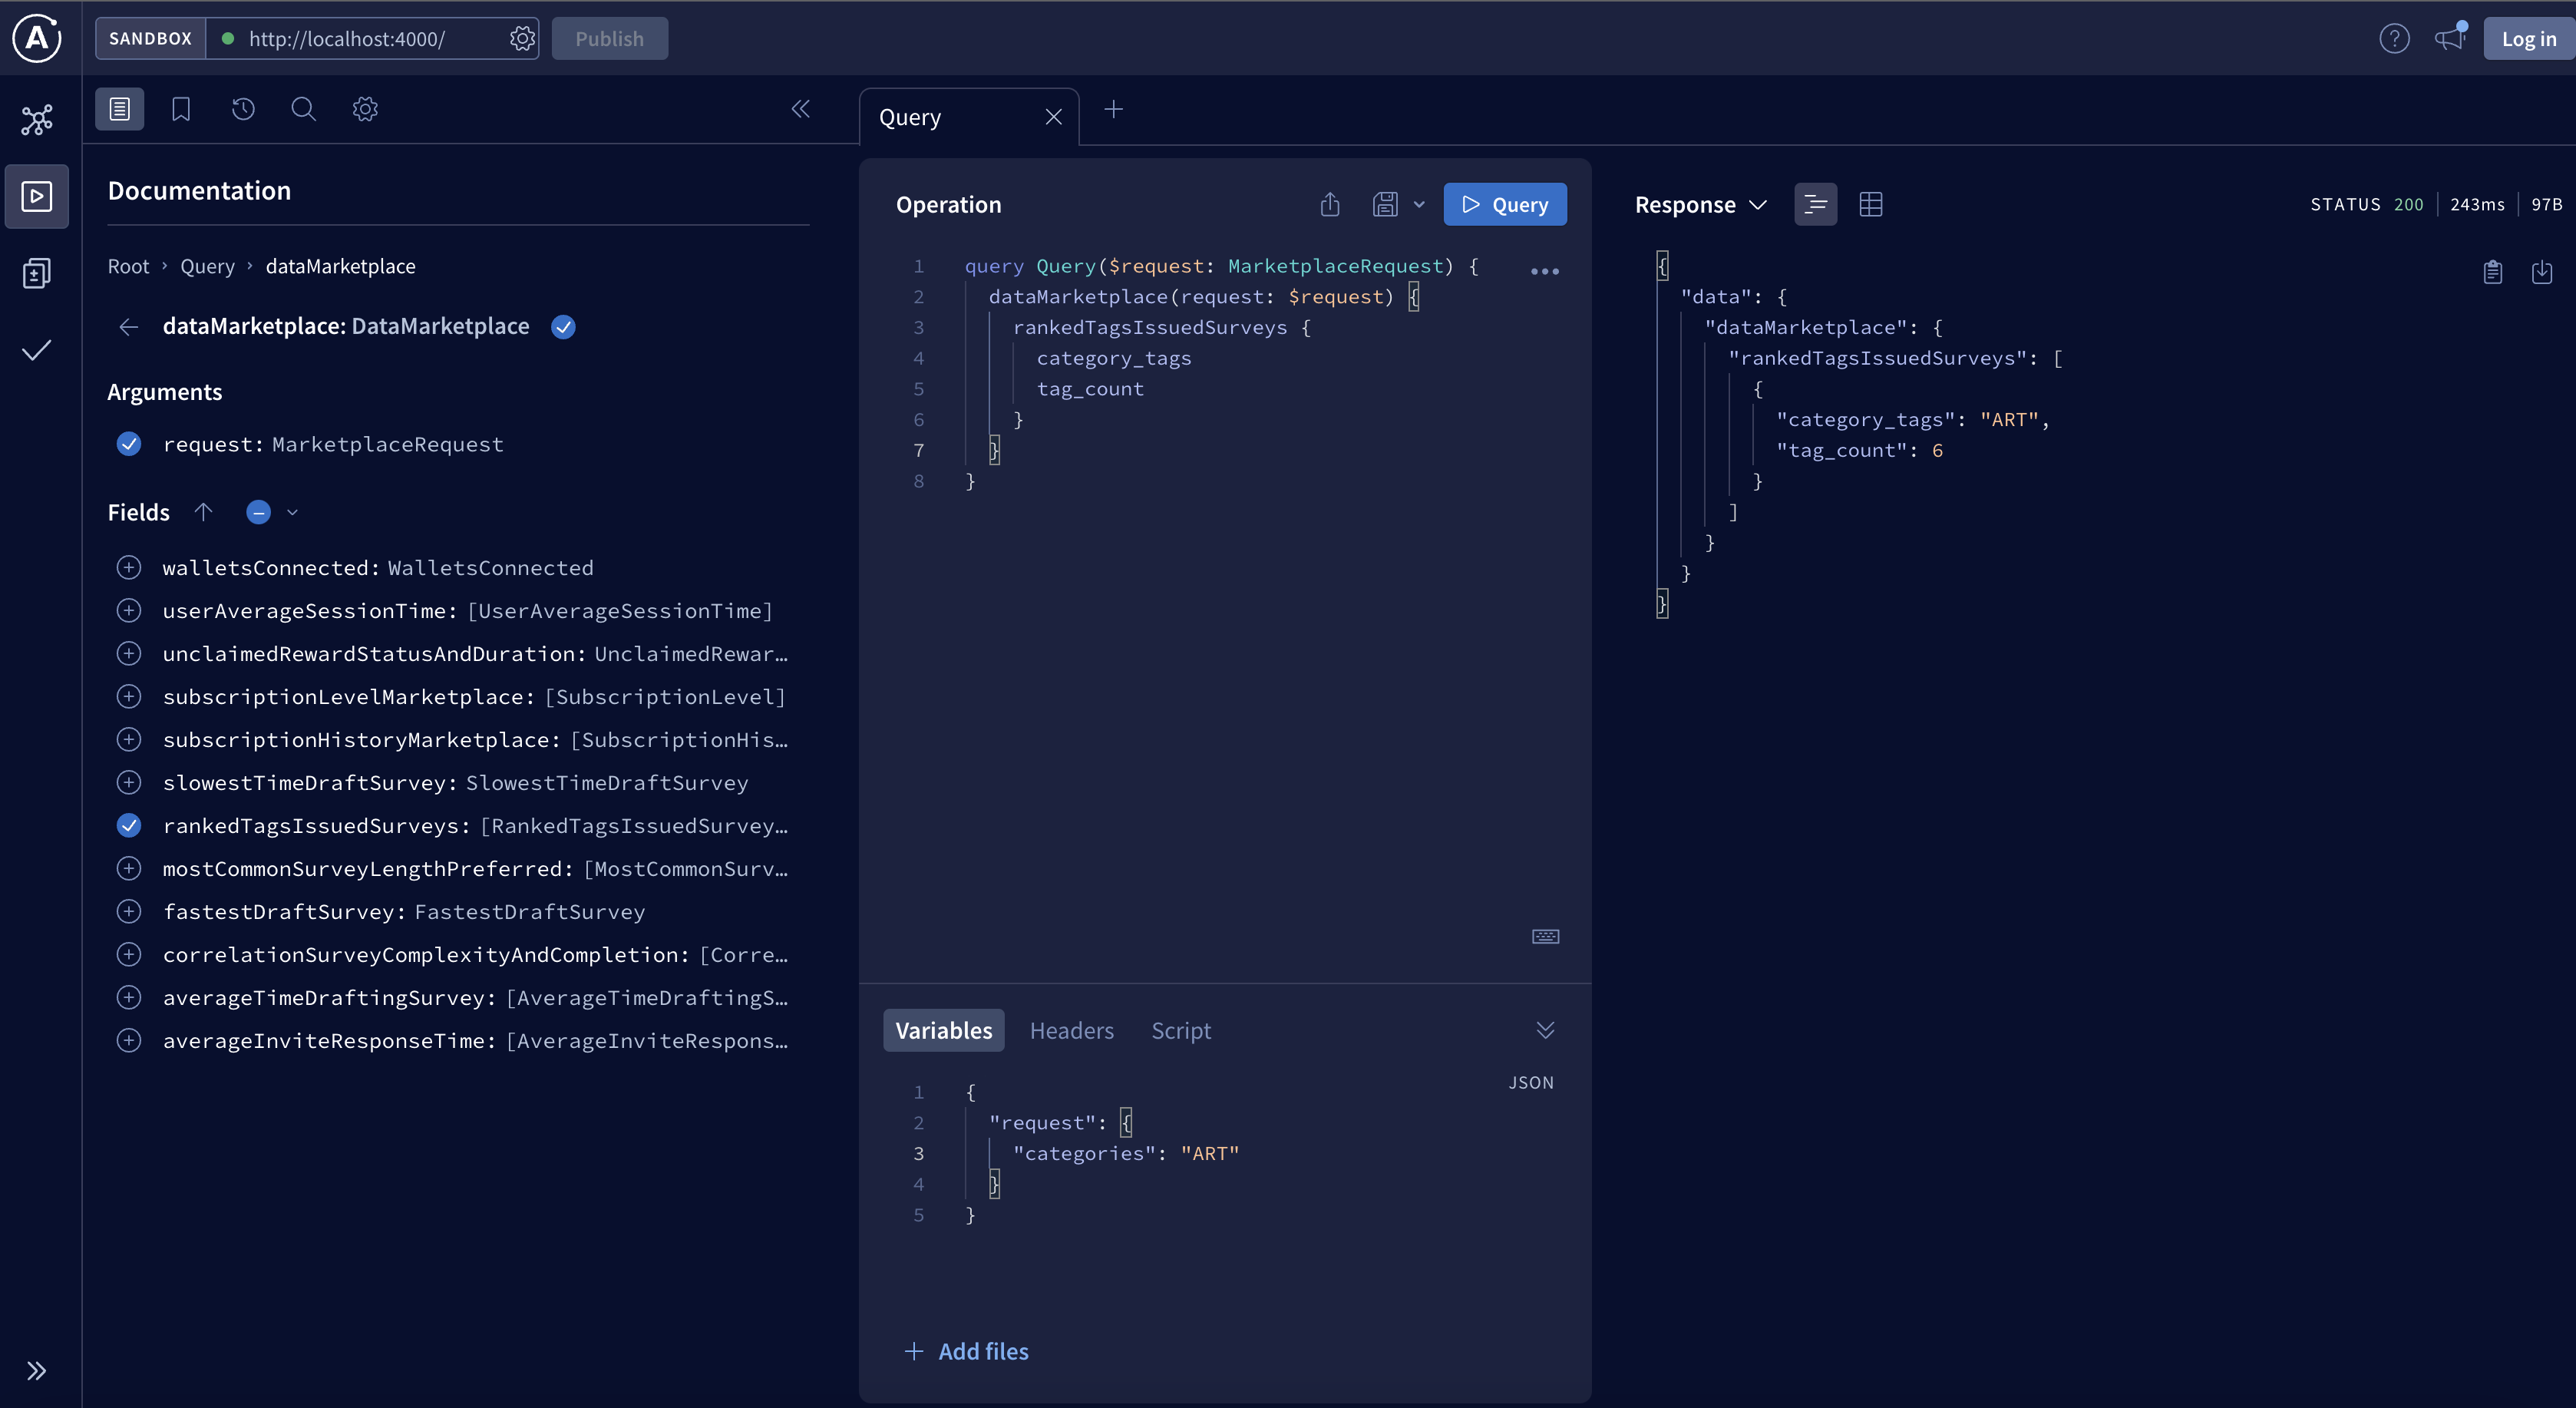 A SANDBOX http://localhost:4000/ Publish ? Log in
Query
Documentation
Root › Query › dataMarketplace
dataMarketplace: DataMarketplace
Arguments
request: MarketplaceRequest
Fields
walletsConnected: WalletsConnected
userAverageSessionTime: [UserAverageSessionTime]
unclaimedRewardStatusAndDuration: UnclaimedRewar…
subscriptionLevelMarketplace: [SubscriptionLevel]
subscriptionHistoryMarketplace: [SubscriptionHis…
slowestTimeDraftSurvey: SlowestTimeDraftSurvey
rankedTagsIssuedSurveys: [RankedTagsIssuedSurvey…
mostCommonSurveyLengthPreferred: [MostCommonSurv…
fastestDraftSurvey: FastestDraftSurvey
correlationSurveyComplexityAndCompletion: [Corre…
averageTimeDraftingSurvey: [AverageTimeDraftingS…
averageInviteResponseTime: [AverageInviteRespons…
Operation
Query
1 query Query($request: MarketplaceRequest) {
2 dataMarketplace(request: $request) {
3 rankedTagsIssuedSurveys {
4 category_tags
5 tag_count
6 }
7 }
8 }
Variables Headers Script
JSON
1 {
2 "request": {
3 "categories": "ART"
4 }
5 }
+ Add files
Response
STATUS 200 243ms 97B
{
"data": {
"dataMarketplace": {
"rankedTagsIssuedSurveys": [
{
"category_tags": "ART",
"tag_count": 6
}
]
}
}
}